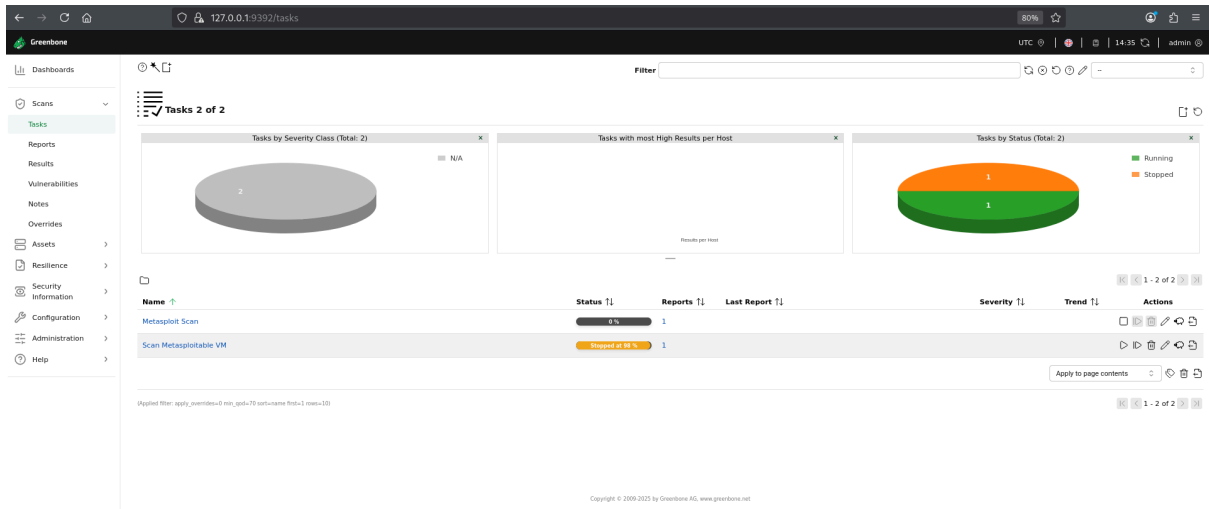 127.0.0.1:9392/tasks 80%
Greenbone UTC 14:35 admin
Dashboards
Filter --
Scans
Tasks 2 of 2
Tasks
Reports
Results
Vulnerabilities
Notes
Overrides
Assets
Resilience
Security Information
Configuration
Administration
Help
Tasks by Severity Class (Total: 2) ×
N/A
2
Tasks with most High Results per Host ×
Results per Host
Tasks by Status (Total: 2) ×
Running
Stopped
1
1
1 - 2 of 2
Name Status Reports Last Report Severity Trend Actions
Metasploit Scan 0 % 1
Scan Metasploitable VM Stopped at 98 % 1
Apply to page contents
(Applied filter: apply_overrides=0 min_qod=70 sort=name first=1 rows=10) 1 - 2 of 2
Copyright © 2009-2025 by Greenbone AG, www.greenbone.net